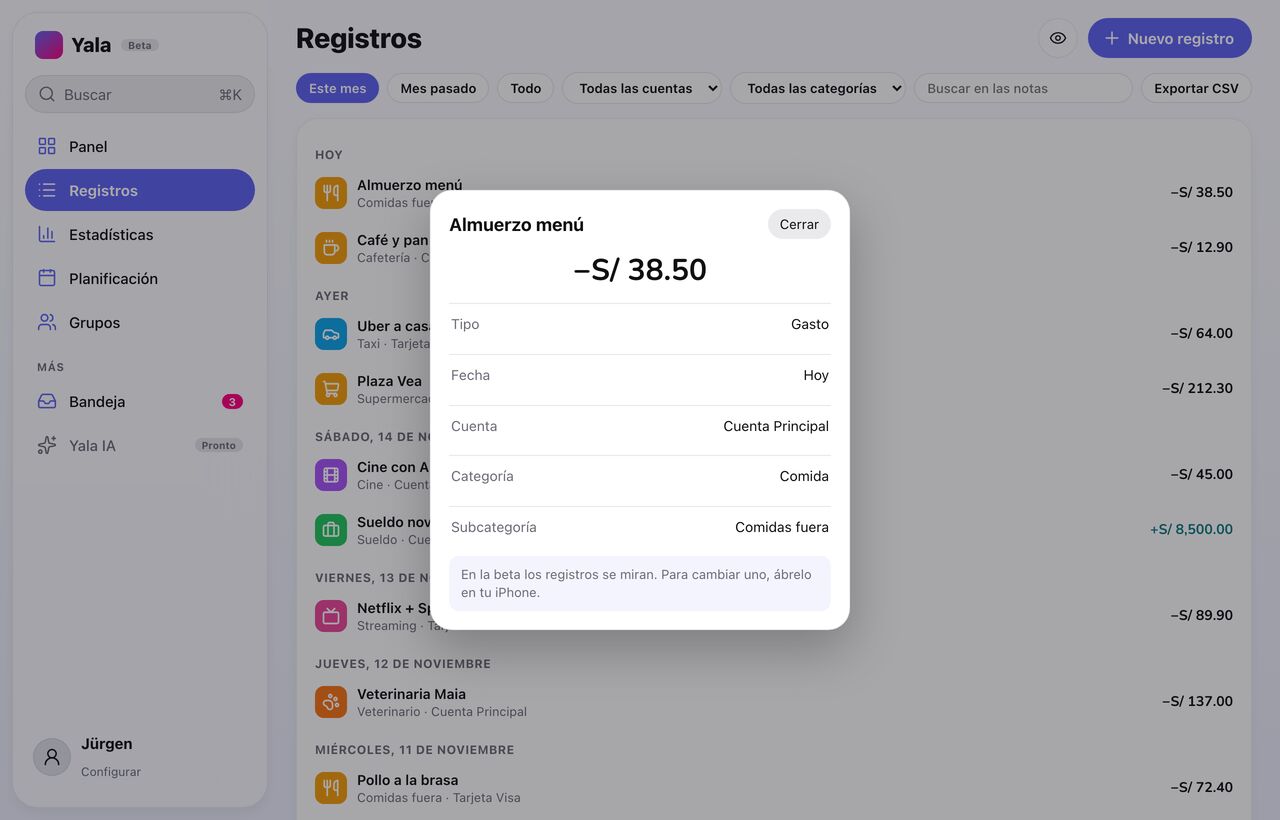 Yala Beta
Buscar ⌘K
Panel
Registros
Estadísticas
Planificación
Grupos
MÁS
Bandeja 3
Yala IA Pronto
Jürgen
Configurar
Registros
Nuevo registro
Este mes Mes pasado Todo Todas las cuentas Todas las categorías Buscar en las notas Exportar CSV
HOY
Almuerzo menú −S/ 38.50
Comidas fue
Café y pan −S/ 12.90
Cafetería · C
AYER
Uber a cas −S/ 64.00
Taxi · Tarjeta
Plaza Vea −S/ 212.30
Supermerca
SÁBADO, 14 DE N
Cine con A −S/ 45.00
Cine · Cuent
Sueldo nov +S/ 8,500.00
Sueldo · Cue
VIERNES, 13 DE N
Netflix + Sp −S/ 89.90
Streaming · Tarj
JUEVES, 12 DE NOVIEMBRE
Veterinaria Maia −S/ 137.00
Veterinario · Cuenta Principal
MIÉRCOLES, 11 DE NOVIEMBRE
Pollo a la brasa −S/ 72.40
Comidas fuera · Tarjeta Visa
Almuerzo menú Cerrar
−S/ 38.50
Tipo Gasto
Fecha Hoy
Cuenta Cuenta Principal
Categoría Comida
Subcategoría Comidas fuera
En la beta los registros se miran. Para cambiar uno, ábrelo
en tu iPhone.